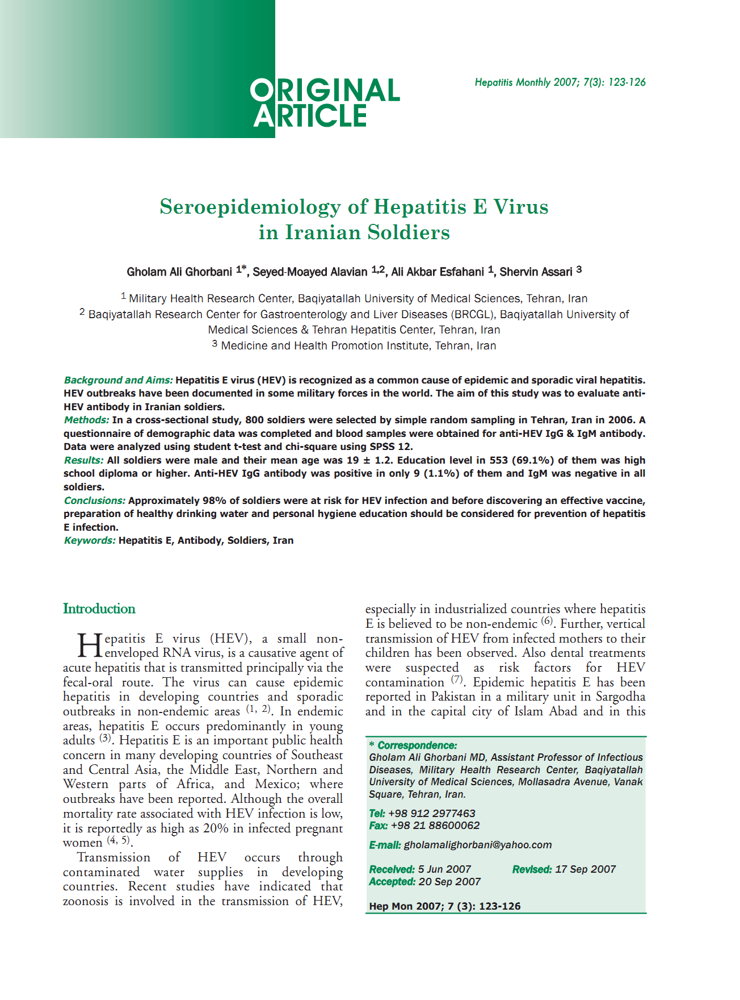 ORIGINAL
ARTICLE
Hepatitis Monthly 2007; 7(3): 123-126
Seroepidemiology of Hepatitis E Virus
in Iranian Soldiers
Gholam Ali Ghorbani 1*, Seyed-Moayed Alavian 1,2, Ali Akbar Esfahani 1, Shervin Assari 3
1 Military Health Research Center, Baqiyatallah University of Medical Sciences, Tehran, Iran
2 Baqiyatallah Research Center for Gastroenterology and Liver Diseases (BRCGL), Baqiyatallah University of
Medical Sciences & Tehran Hepatitis Center, Tehran, Iran
3 Medicine and Health Promotion Institute, Tehran, Iran
Background and Aims: Hepatitis E virus (HEV) is recognized as a common cause of epidemic and sporadic viral hepatitis.
HEV outbreaks have been documented in some military forces in the world. The aim of this study was to evaluate anti-
HEV antibody in Iranian soldiers.
Methods: In a cross-sectional study, 800 soldiers were selected by simple random sampling in Tehran, Iran in 2006. A
questionnaire of demographic data was completed and blood samples were obtained for anti-HEV IgG & IgM antibody.
Data were analyzed using student t-test and chi-square using SPSS 12.
Results: All soldiers were male and their mean age was 19 ± 1.2. Education level in 553 (69.1%) of them was high
school diploma or higher. Anti-HEV IgG antibody was positive in only 9 (1.1%) of them and IgM was negative in all
soldiers.
Conclusions: Approximately 98% of soldiers were at risk for HEV infection and before discovering an effective vaccine,
preparation of healthy drinking water and personal hygiene education should be considered for prevention of hepatitis
E infection.
Keywords: Hepatitis E, Antibody, Soldiers, Iran
Introduction
Hepatitis E virus (HEV), a small non-
enveloped RNA virus, is a causative agent of
acute hepatitis that is transmitted principally via the
fecal-oral route. The virus can cause epidemic
hepatitis in developing countries and sporadic
outbreaks in non-endemic areas (1, 2). In endemic
areas, hepatitis E occurs predominantly in young
adults (3). Hepatitis E is an important public health
concern in many developing countries of Southeast
and Central Asia, the Middle East, Northern and
Western parts of Africa, and Mexico; where
outbreaks have been reported. Although the overall
mortality rate associated with HEV infection is low,
it is reportedly as high as 20% in infected pregnant
women (4, 5).
Transmission of HEV occurs through
contaminated water supplies in developing
countries. Recent studies have indicated that
zoonosis is involved in the transmission of HEV,
especially in industrialized countries where hepatitis
E is believed to be non-endemic (6). Further, vertical
transmission of HEV from infected mothers to their
children has been observed. Also dental treatments
were suspected as risk factors for HEV
contamination (7). Epidemic hepatitis E has been
reported in Pakistan in a military unit in Sargodha
and in the capital city of Islam Abad and in this
* Correspondence:
Gholam Ali Ghorbani MD, Assistant Professor of Infectious
Diseases, Military Health Research Center, Baqiyatallah
University of Medical Sciences, Mollasadra Avenue, Vanak
Square, Tehran, Iran.
Tel: +98 912 2977463
Fax: +98 21 88600062
E-mail: gholamalighorbani@yahoo.com
Received: 5 Jun 2007 Revised: 17 Sep 2007
Accepted: 20 Sep 2007
Hep Mon 2007; 7 (3): 123-126